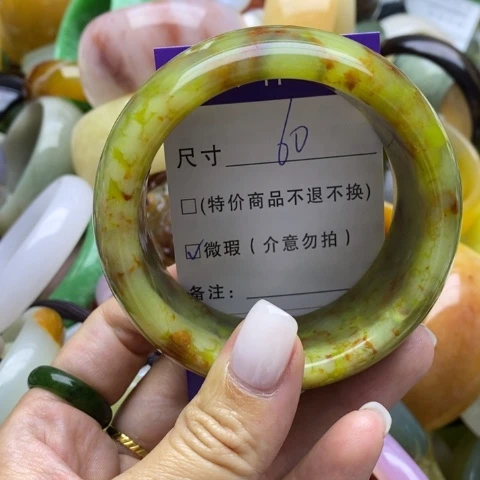 尺寸 60
□(特价商品不退不换)
☑微瑕(介意勿拍)
备注: